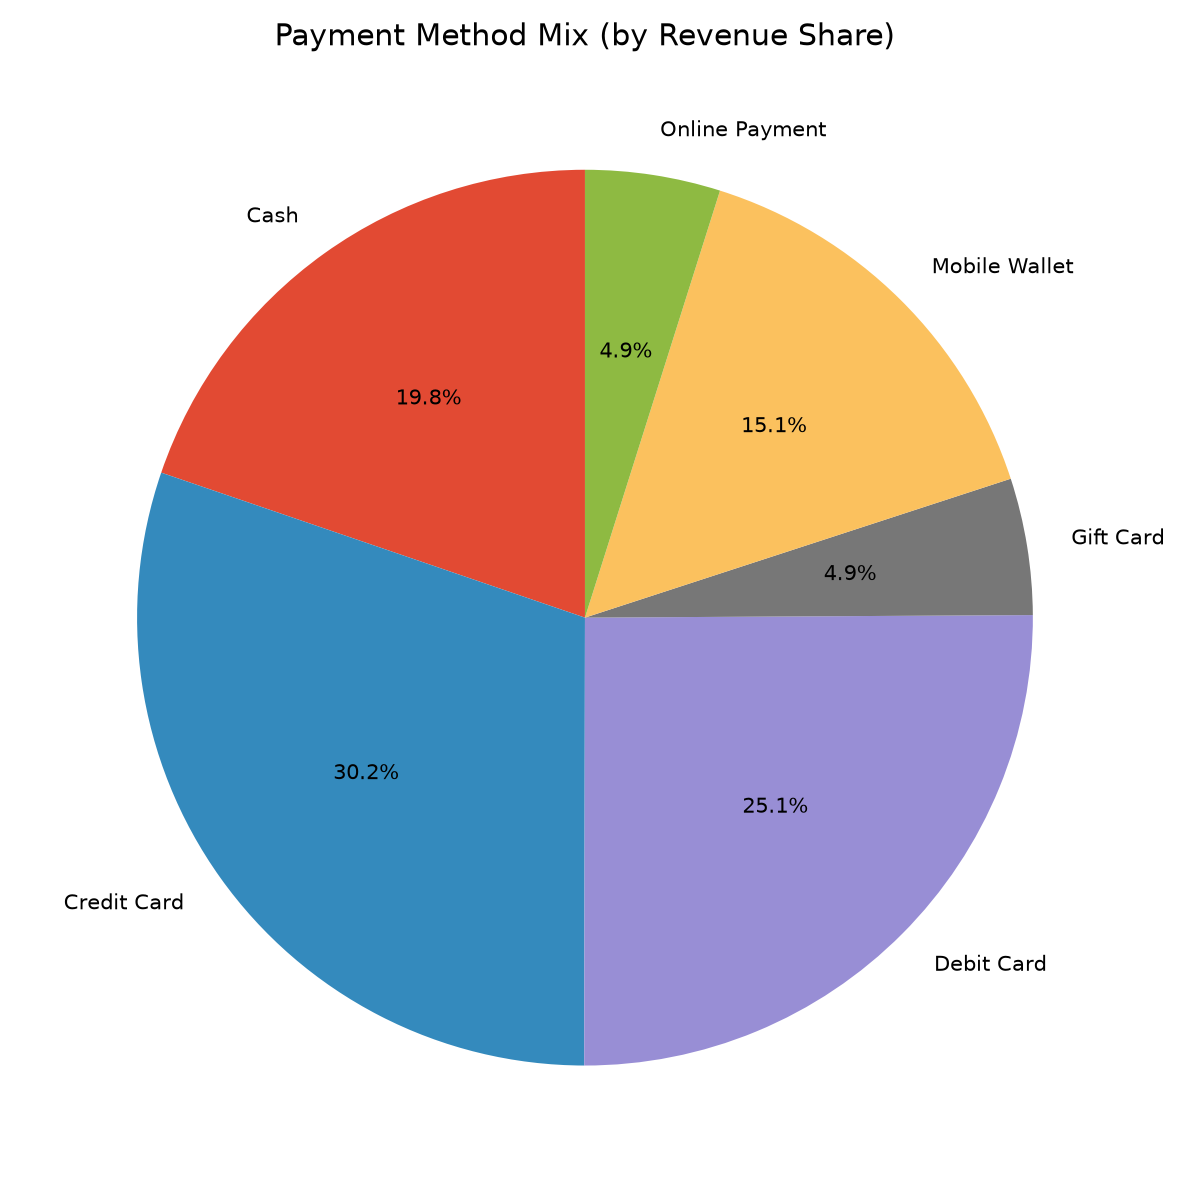 Payment Method Mix (by Revenue Share)
Online Payment
Cash
Mobile Wallet
4.9%
19.8%
15.1%
Gift Card
4.9%
30.2%
25.1%
Credit Card
Debit Card